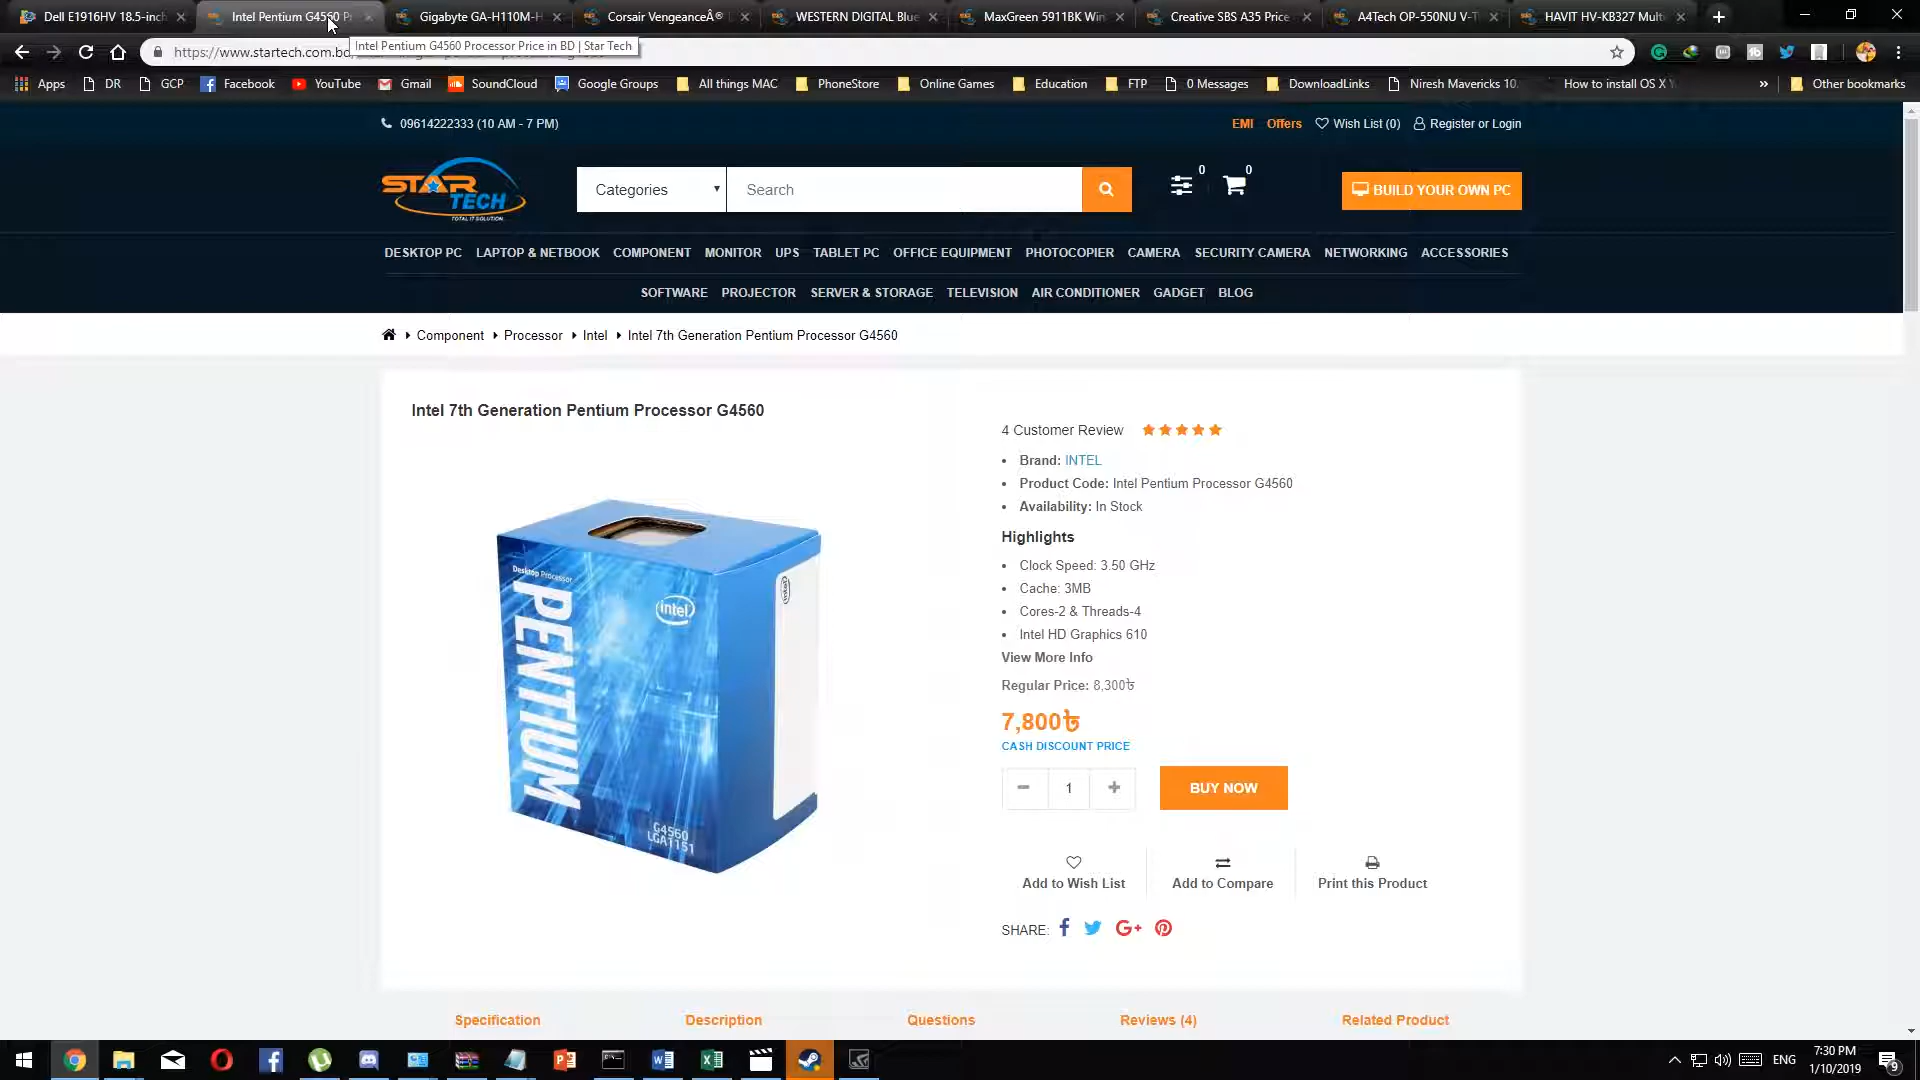 Dell E1916HV 18.5-inch
Intel Pentium G4560 P
Gigabyte GA-H110M-H
Corsair VengeanceÂ® L
WESTERN DIGITAL Blue
MaxGreen 5911BK Win
Creative SBS A35 Price
A4Tech OP-550NU V-T
HAVIT HV-KB327 Mult
Intel Pentium G4560 Processor Price in BD | Star Tech
https://www.startech.com.bd
Apps
DR
GCP
Facebook
YouTube
Gmail
SoundCloud
Google Groups
All things MAC
PhoneStore
Online Games
Education
FTP
0 Messages
DownloadLinks
Niresh Mavericks 10.
How to install OS X Y
»
Other bookmarks
09614222333 (10 AM - 7 PM)
EMI
Offers
Wish List (0)
Register or Login
STAR TECH
TOTAL IT SOLUTION
Categories
Search
0
0
BUILD YOUR OWN PC
DESKTOP PC
LAPTOP & NETBOOK
COMPONENT
MONITOR
UPS
TABLET PC
OFFICE EQUIPMENT
PHOTOCOPIER
CAMERA
SECURITY CAMERA
NETWORKING
ACCESSORIES
SOFTWARE
PROJECTOR
SERVER & STORAGE
TELEVISION
AIR CONDITIONER
GADGET
BLOG
Component
Processor
Intel
Intel 7th Generation Pentium Processor G4560
Intel 7th Generation Pentium Processor G4560
Desktop Processor
PENTIUM
intel
intel
G4560
LGA1151
4 Customer Review
• Brand: INTEL
• Product Code: Intel Pentium Processor G4560
• Availability: In Stock
Highlights
• Clock Speed: 3.50 GHz
• Cache: 3MB
• Cores-2 & Threads-4
• Intel HD Graphics 610
View More Info
Regular Price: 8,300৳
7,800৳
CASH DISCOUNT PRICE
1
BUY NOW
Add to Wish List
Add to Compare
Print this Product
SHARE:
Specification
Description
Questions
Reviews (4)
Related Product
ENG
7:30 PM
1/10/2019
9